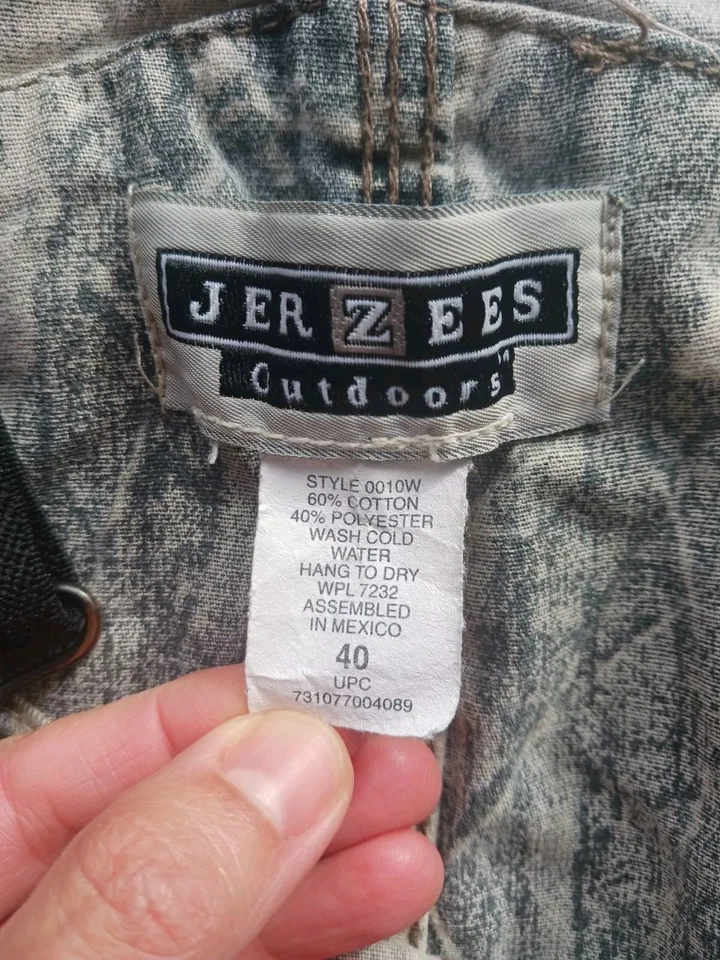 JERZEES
Outdoors™
STYLE 0010W
60% COTTON
40% POLYESTER
WASH COLD
WATER
HANG TO DRY
WPL 7232
ASSEMBLED
IN MEXICO
40
UPC
731077004089